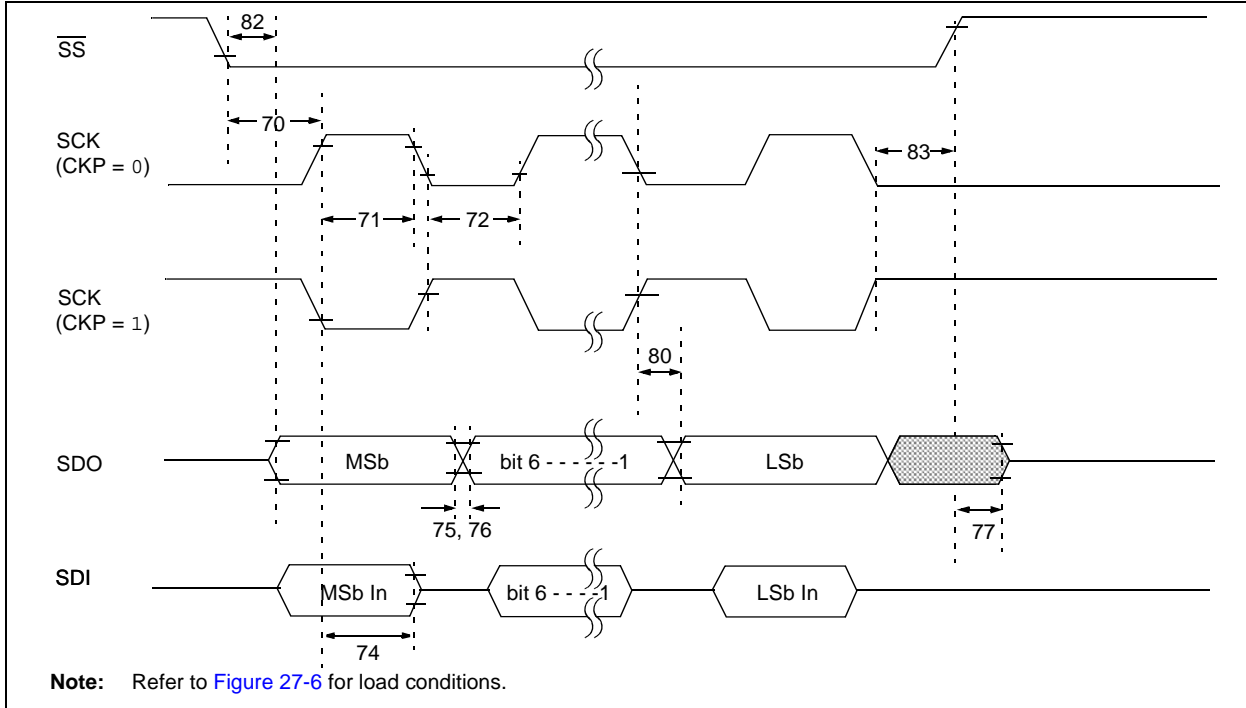 82
SS
70
SCK
(CKP = 0)
83
71
72
SCK
(CKP = 1)
80
SDO
MSb
bit 6 - - - - - -1
LSb
75, 76
77
SDI
MSb In
bit 6 - - - -1
LSb In
74
Note: Refer to Figure 27-6 for load conditions.